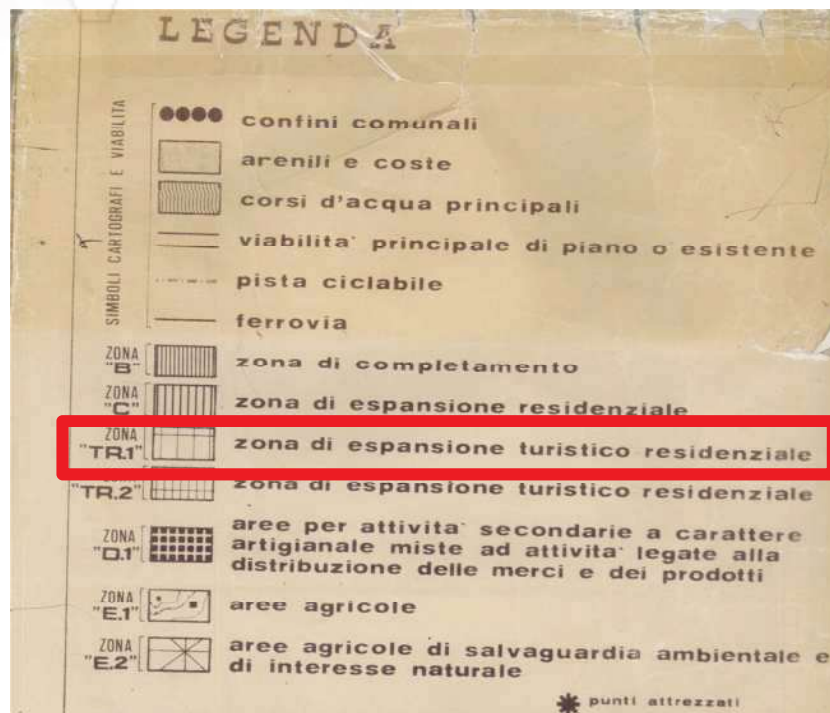 LEGENDA
SIMBOLI CARTOGRAFI E VIABILITA
confini comunali
arenili e coste
corsi d'acqua principali
viabilita` principale di piano o esistente
pista ciclabile
ferrovia
ZONA "B" zona di completamento
ZONA "C" zona di espansione residenziale
ZONA "TR.1" zona di espansione turistico residenziale
"TR.2" zona di espansione turistico residenziale
ZONA "D.1" aree per attivita` secondarie a carattere
artigianale miste ad attivita` legate alla
distribuzione delle merci e dei prodotti
ZONA "E.1" aree agricole
ZONA "E.2" aree agricole di salvaguardia ambientale e
di interesse naturale
punti attrezzati